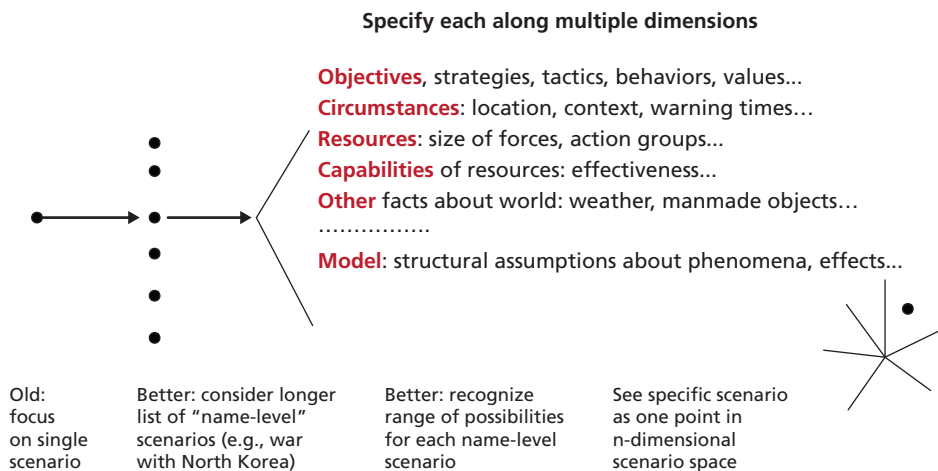 Specify each along multiple dimensions
Objectives, strategies, tactics, behaviors, values...
Circumstances: location, context, warning times…
Resources: size of forces, action groups...
Capabilities of resources: effectiveness...
Other facts about world: weather, manmade objects…
................
Model: structural assumptions about phenomena, effects...
Old:
focus
on single
scenario
Better: consider longer
list of “name-level”
scenarios (e.g., war
with North Korea)
Better: recognize
range of possibilities
for each name-level
scenario
See specific scenario
as one point in
n-dimensional
scenario space